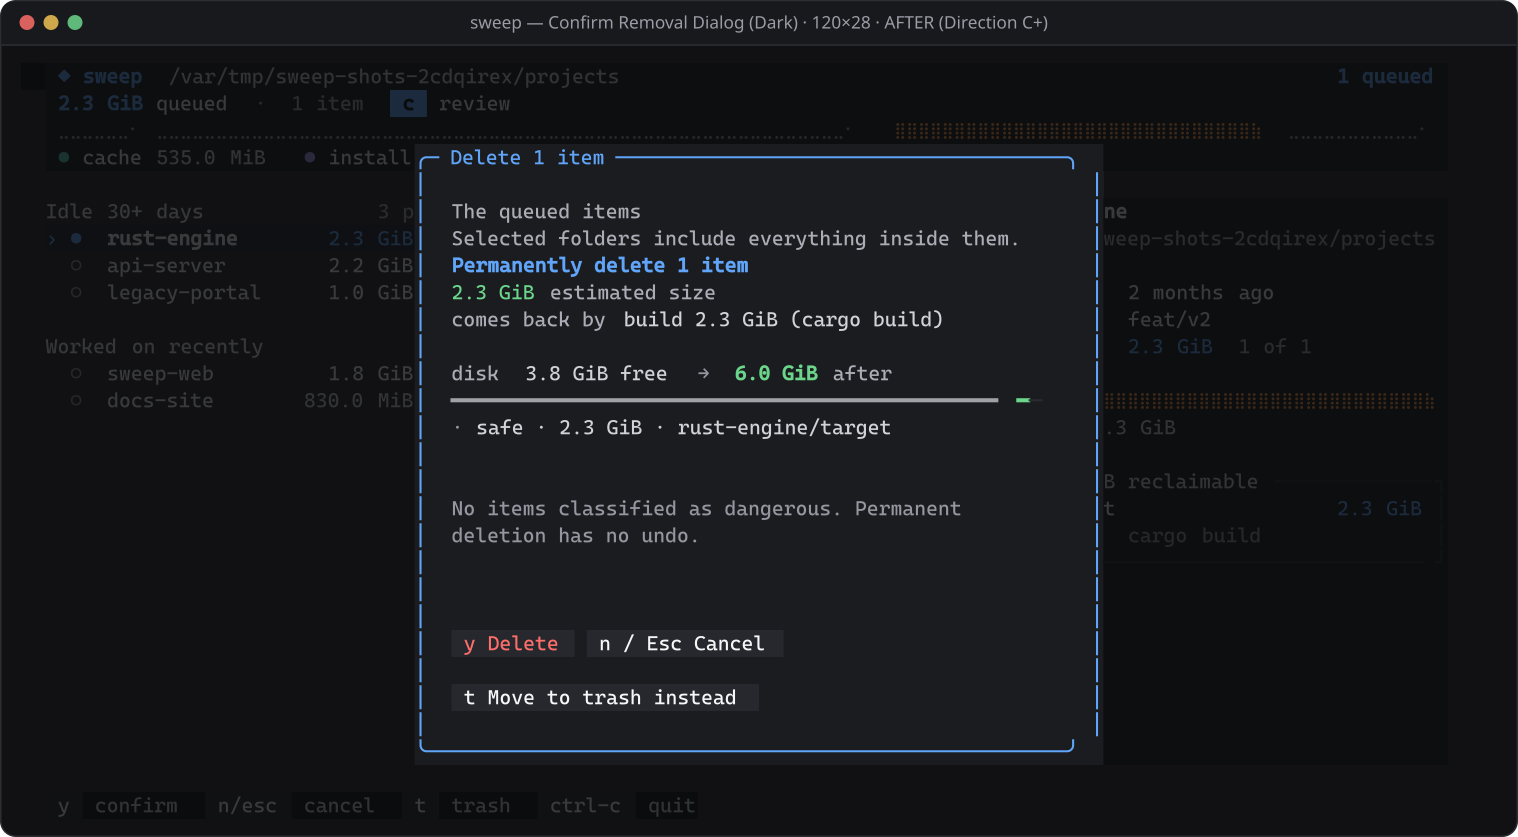 sweep — Confirm Removal Dialog (Dark) · 120×28 · AFTER (Direction C+)
◆ sweep /var/tmp/sweep-shots-2cdqirex/projects 1 queued
2.3 GiB queued · 1 item c review
● cache 535.0 MiB ● install
Delete 1 item
Idle 30+ days 3 p
› ● rust-engine 2.3 GiB
○ api-server 2.2 GiB
○ legacy-portal 1.0 GiB
Worked on recently
○ sweep-web 1.8 GiB
○ docs-site 830.0 MiB
The queued items
Selected folders include everything inside them.
Permanently delete 1 item
2.3 GiB estimated size
comes back by build 2.3 GiB (cargo build)
disk 3.8 GiB free → 6.0 GiB after
· safe · 2.3 GiB · rust-engine/target
No items classified as dangerous. Permanent
deletion has no undo.
y Delete n / Esc Cancel
t Move to trash instead
ne
weep-shots-2cdqirex/projects
2 months ago
feat/v2
2.3 GiB 1 of 1
.3 GiB
B reclaimable
t 2.3 GiB
cargo build
y confirm n/esc cancel t trash ctrl-c quit